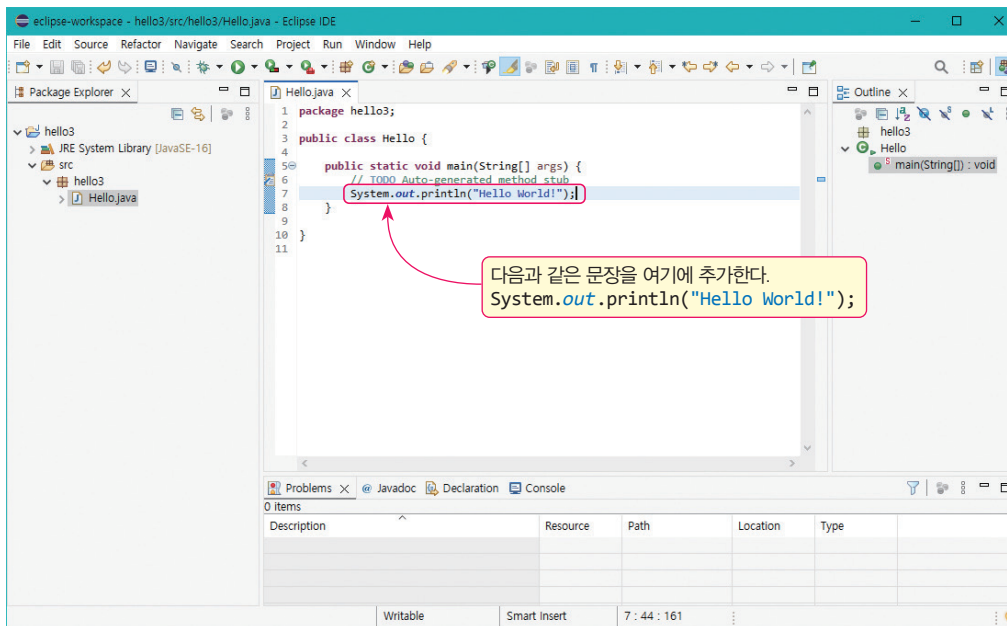 eclipse-workspace - hello3/src/hello3/Hello.java - Eclipse IDE
File Edit Source Refactor Navigate Search Project Run Window Help
Package Explorer
hello3
JRE System Library [JavaSE-16]
src
hello3
Hello.java
Hello.java
1 package hello3;
2
3 public class Hello {
4
5 public static void main(String[] args) {
6 // TODO Auto-generated method stub
7 System.out.println("Hello World!");
8 }
9
10 }
11
다음과 같은 문장을 여기에 추가한다.
System.out.println("Hello World!");
Outline
hello3
Hello
main(String[]) : void
Problems @ Javadoc Declaration Console
0 items
Description Resource Path Location Type
Writable Smart Insert 7 : 44 : 161